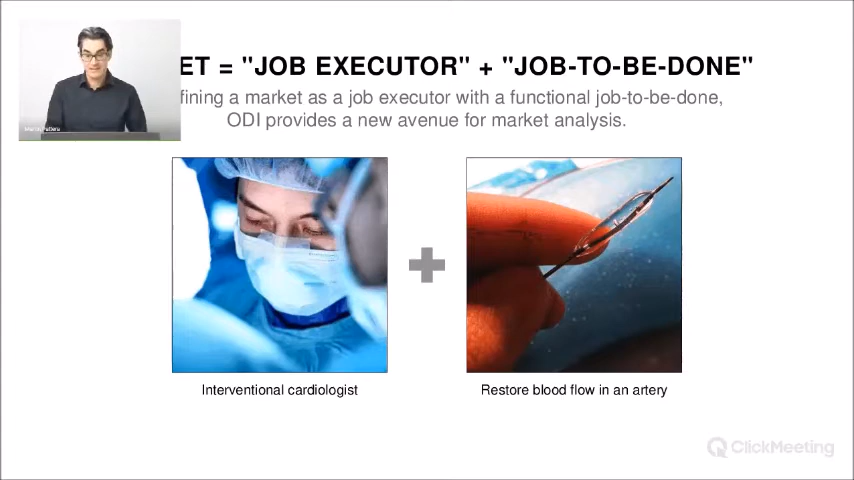 ET = "JOB EXECUTOR" + "JOB-TO-BE-DONE"
fining a market as a job executor with a functional job-to-be-done,
ODI provides a new avenue for market analysis.
Interventional cardiologist
Restore blood flow in an artery
ClickMeeting